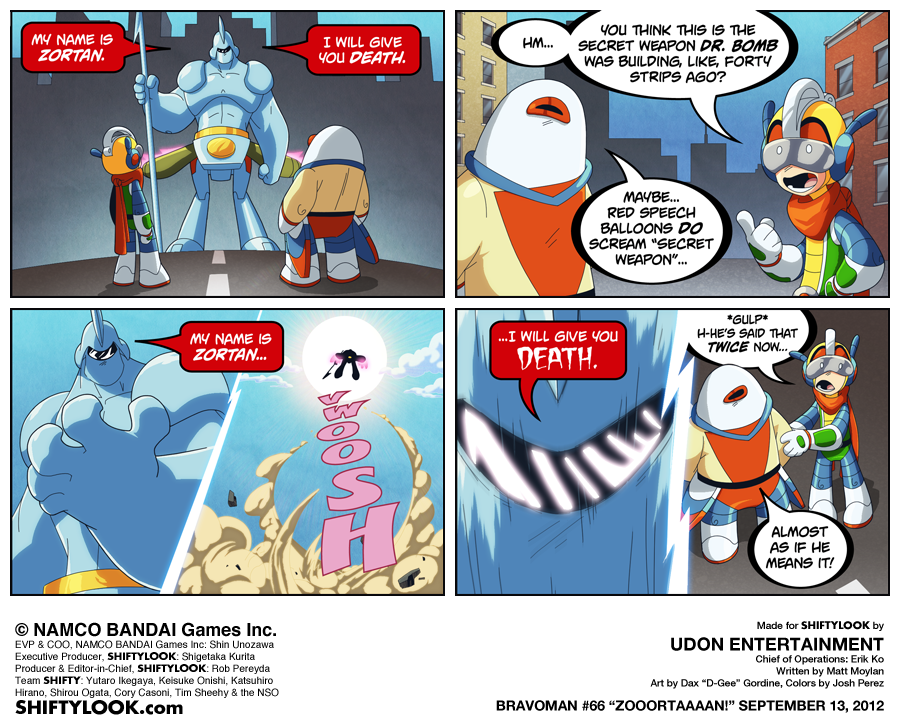 MY NAME IS
ZORTAN.
I WILL GIVE
YOU DEATH.
HM...
YOU THINK THIS IS THE
SECRET WEAPON DR. BOMB
WAS BUILDING, LIKE, FORTY
STRIPS AGO?
MAYBE...
RED SPEECH
BALLOONS DO
SCREAM "SECRET
WEAPON"...
MY NAME IS
ZORTAN...
VWOOSH
...I WILL GIVE YOU
DEATH.
*GULP*
H-HE'S SAID THAT
TWICE NOW...
ALMOST
AS IF HE
MEANS IT!
© NAMCO BANDAI Games Inc.
EVP & COO, NAMCO BANDAI Games Inc: Shin Unozawa
Executive Producer, SHIFTYLOOK: Shigetaka Kurita
Producer & Editor-in-Chief, SHIFTYLOOK: Rob Pereyda
Team SHIFTY: Yutaro Ikegaya, Keisuke Onishi, Katsuhiro
Hirano, Shirou Ogata, Cory Casoni, Tim Sheehy & the NSO
SHIFTYLOOK.com
Made for SHIFTYLOOK by
UDON ENTERTAINMENT
Chief of Operations: Erik Ko
Written by Matt Moylan
Art by Dax "D-Gee" Gordine, Colors by Josh Perez
BRAVOMAN #66 "ZOOORTAAAAN!" SEPTEMBER 13, 2012